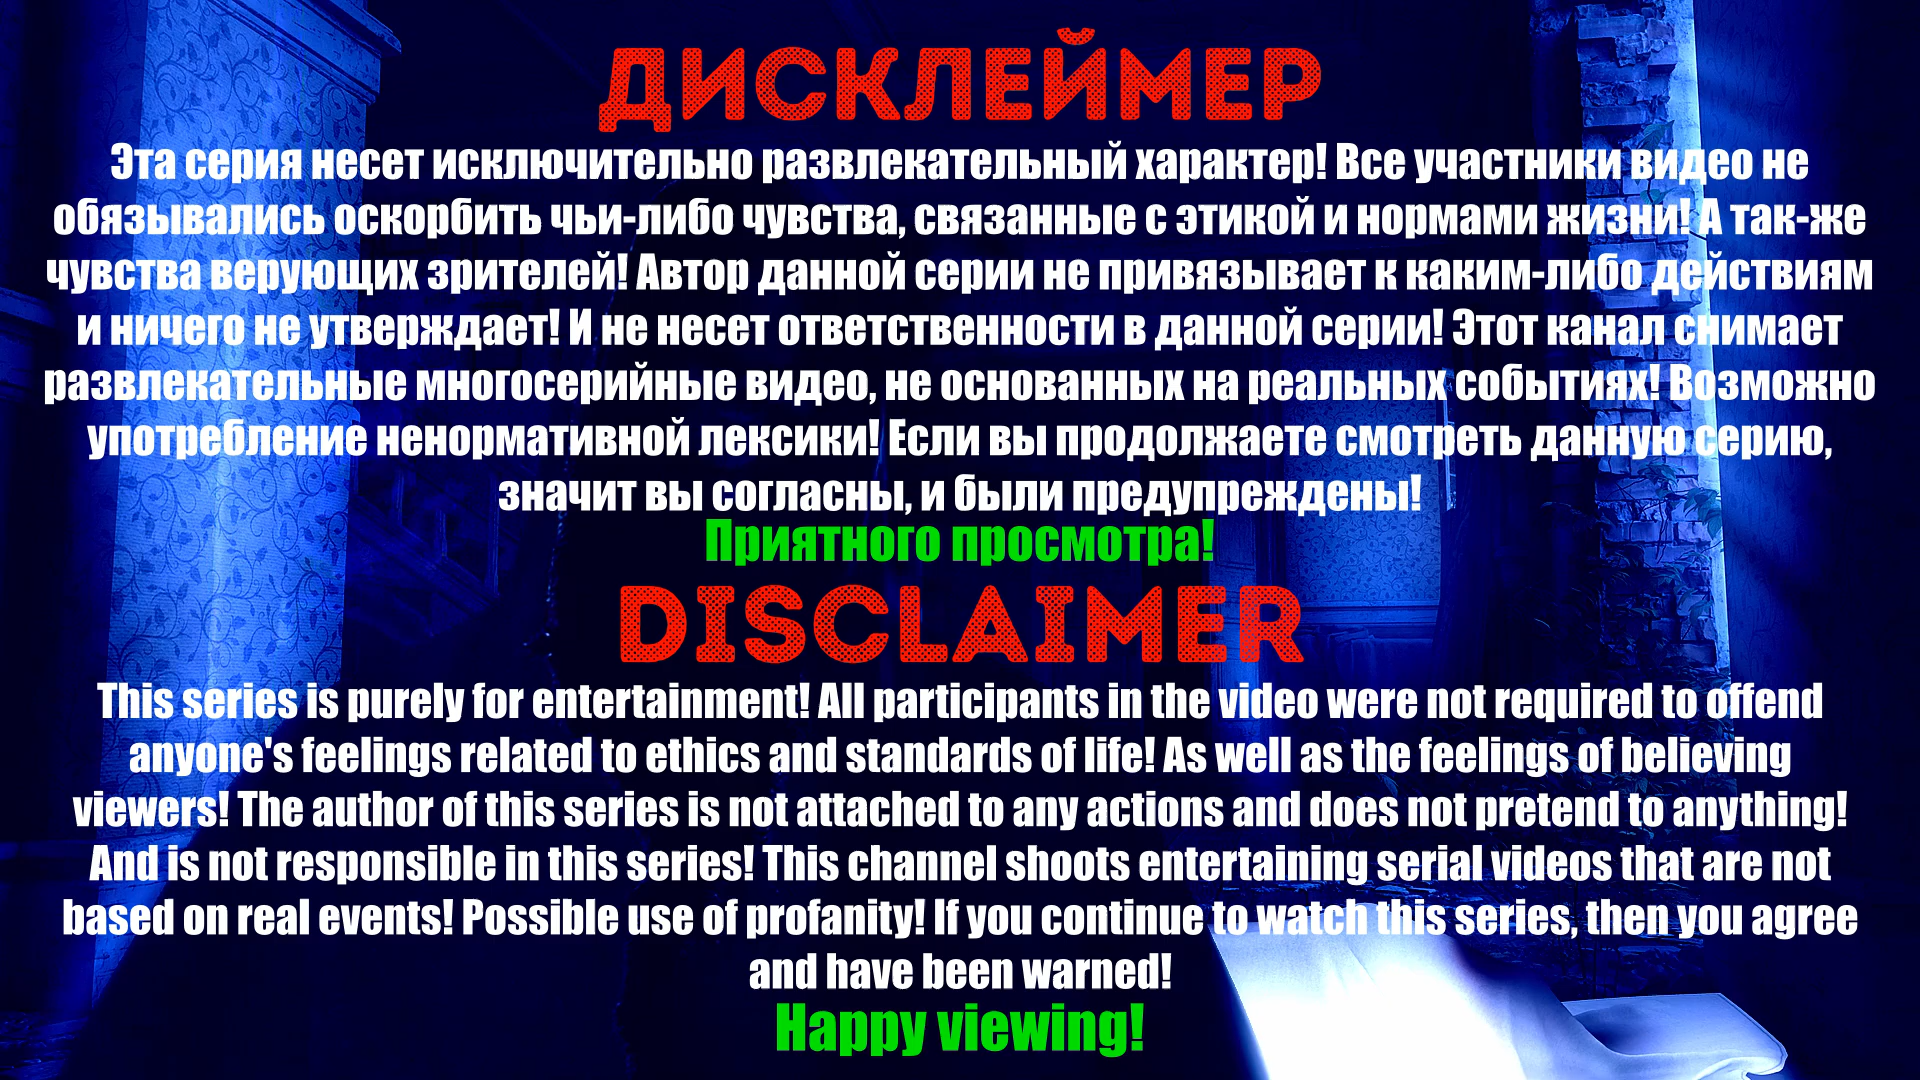 ДИСКЛЕЙМЕР
Эта серия несет исключительно развлекательный характер! Все участники видео не
обязывались оскорбить чьи-либо чувства, связанные с этикой и нормами жизни! А так-же
чувства верующих зрителей! Автор данной серии не привязывает к каким-либо действиям
и ничего не утверждает! И не несет ответственности в данной серии! Этот канал снимает
развлекательные многосерийные видео, не основанных на реальных событиях! Возможно
употребление ненормативной лексики! Если вы продолжаете смотреть данную серию,
значит вы согласны, и были предупреждены!
Приятного просмотра!
DISCLAIMER
This series is purely for entertainment! All participants in the video were not required to offend
anyone's feelings related to ethics and standards of life! As well as the feelings of believing
viewers! The author of this series is not attached to any actions and does not pretend to anything!
And is not responsible in this series! This channel shoots entertaining serial videos that are not
based on real events! Possible use of profanity! If you continue to watch this series, then you agree
and have been warned!
Happy viewing!